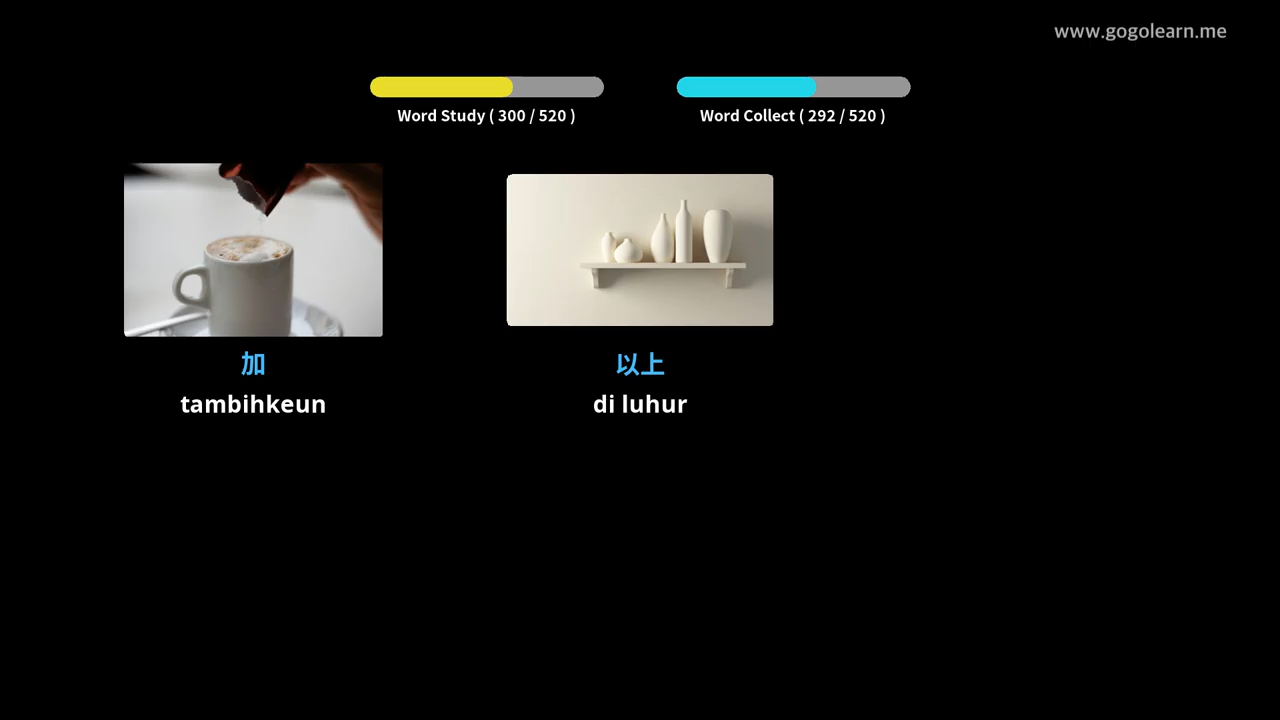 www.gogolearn.me
Word Study ( 300 / 520 )
Word Collect ( 292 / 520 )
加
tambihkeun
以上
di luhur